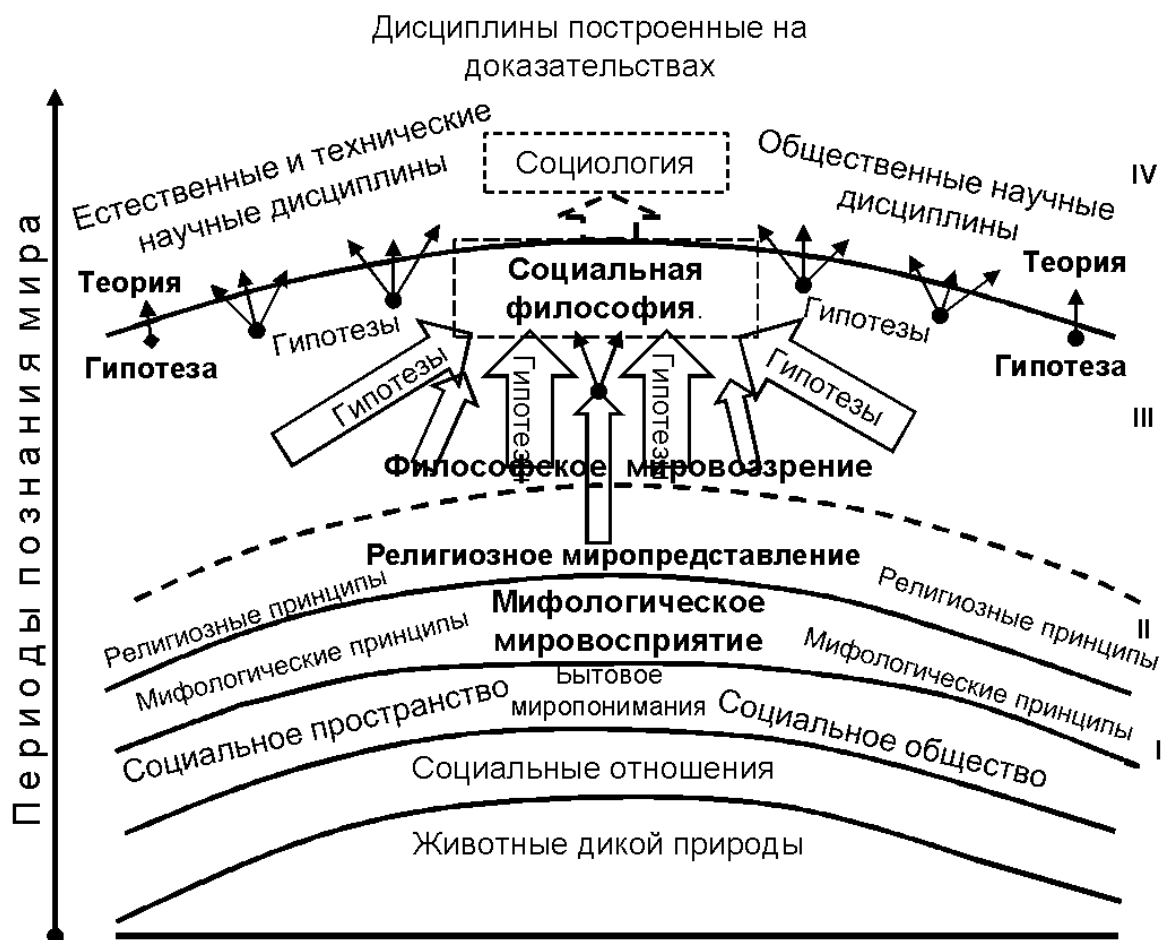 Дисциплины построенные на
доказательствах
Периоды познания мира
Естественные и технические
научные дисциплины
Социология
Общественные научные
дисциплины
IV
Теория
Гипотеза
Гипотезы
Социальная
философия.
Гипотезы
Теория
Гипотеза
Гипотезы
Гипотезы
Гипотезы
Гипотезы
III
Философское мировоззрение
Религиозное миропредставление
Религиозные принципы
Религиозные принципы
Мифологическое
мировосприятие
II
Мифологические принципы
Мифологические принципы
Бытовое
миропонимания
Социальное пространство
Социальное общество
I
Социальные отношения
Животные дикой природы